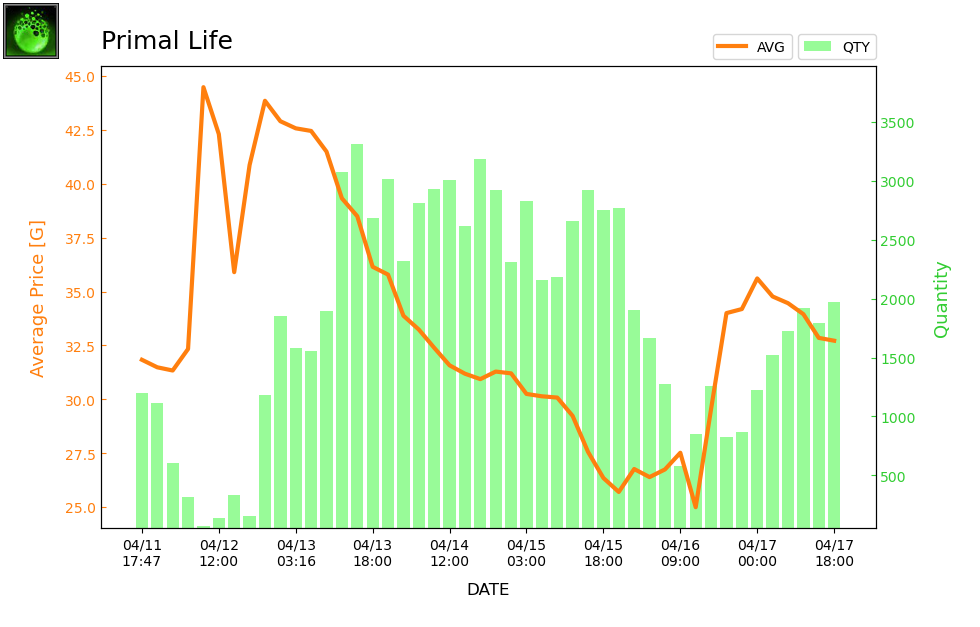 Primal Life
AVG
QTY
Average Price [G]
45.0
42.5
40.0
37.5
35.0
32.5
30.0
27.5
25.0
3500
3000
2500
2000
1500
1000
500
Quantity
04/11 04/12 04/13 04/13 04/14 04/15 04/15 04/16 04/17 04/17
17:47 12:00 03:16 18:00 12:00 03:00 18:00 09:00 00:00 18:00
DATE